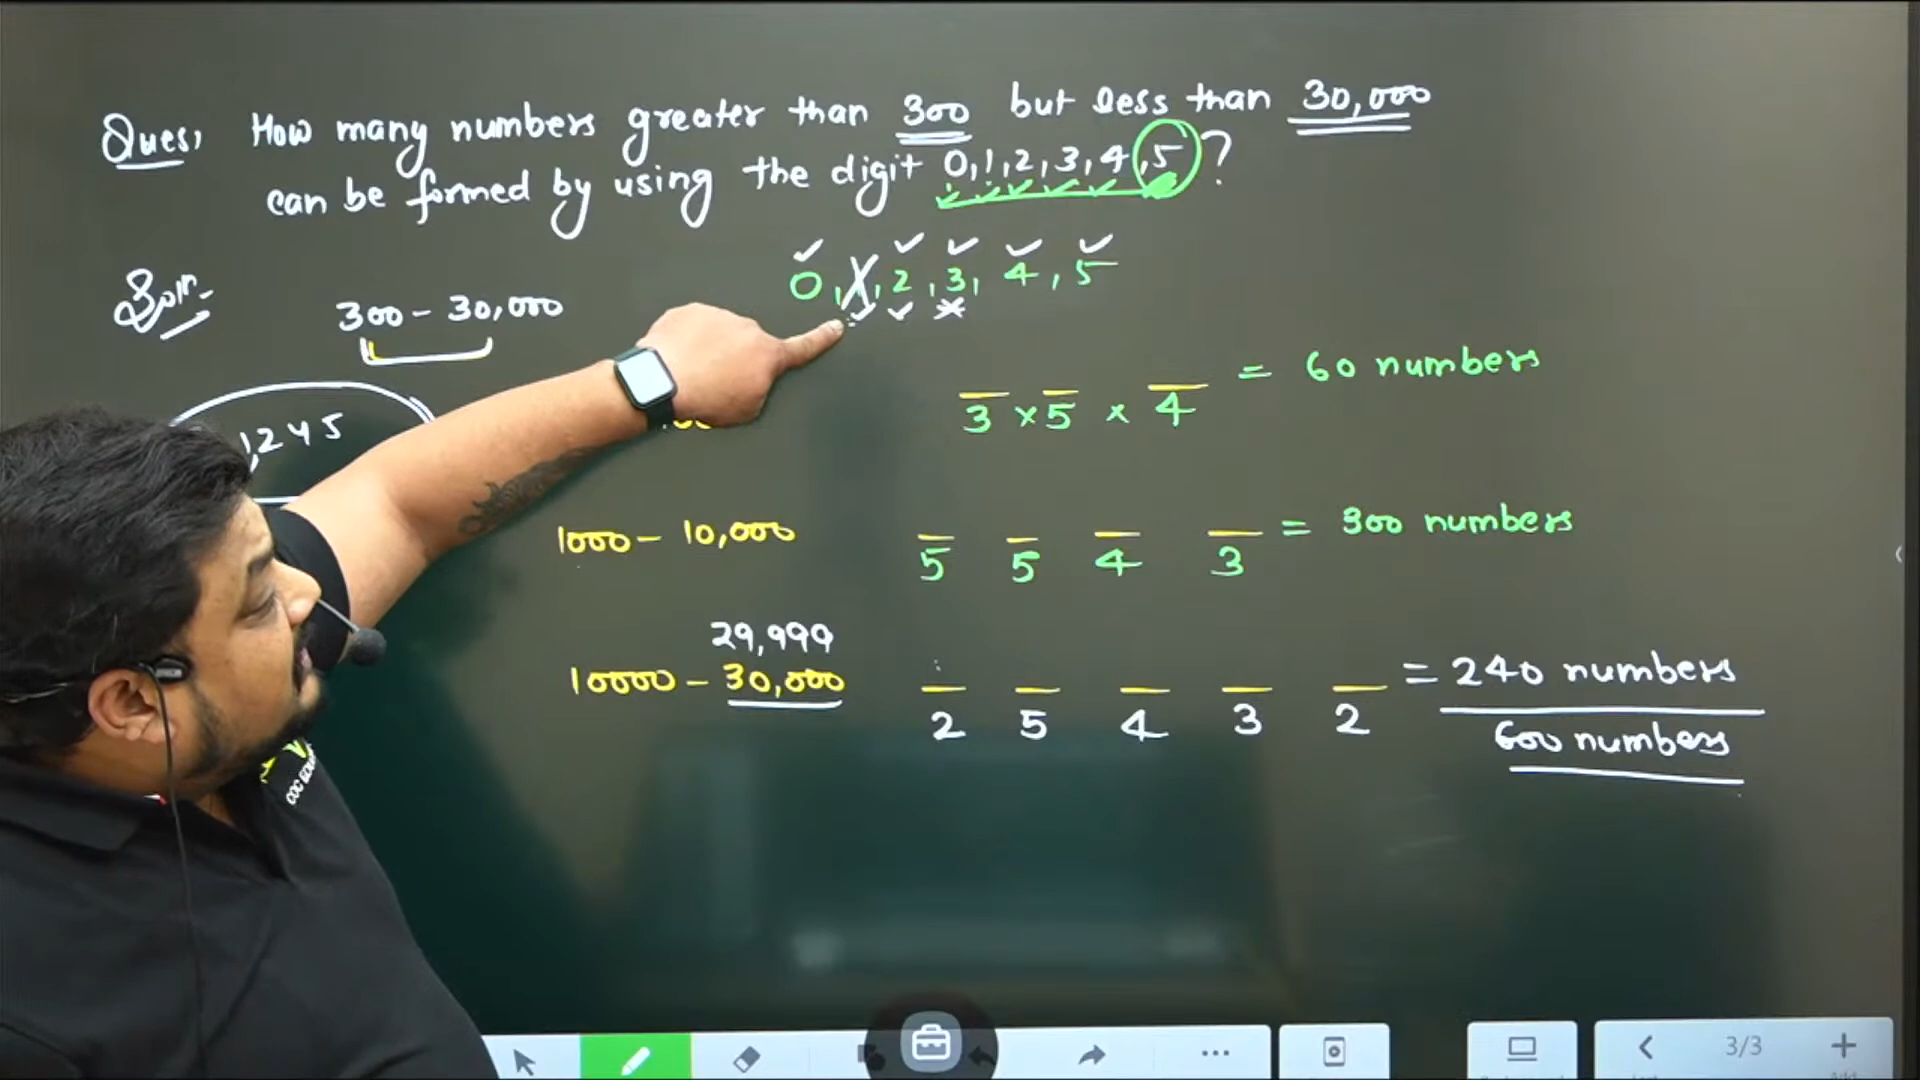 Ques, How many numbers greater than 300 but less than 30,000
can be formed by using the digit 0,1,2,3,4,5 ?
0, 1, 2, 3, 4, 5
Soln.
300 - 30,000
3 × 5 × 4 = 60 numbers
1,245
1000 - 10,000 5 5 4 3 = 300 numbers
29,999
10000 - 30,000 2 5 4 3 2 = 240 numbers
600 numbers
3/3